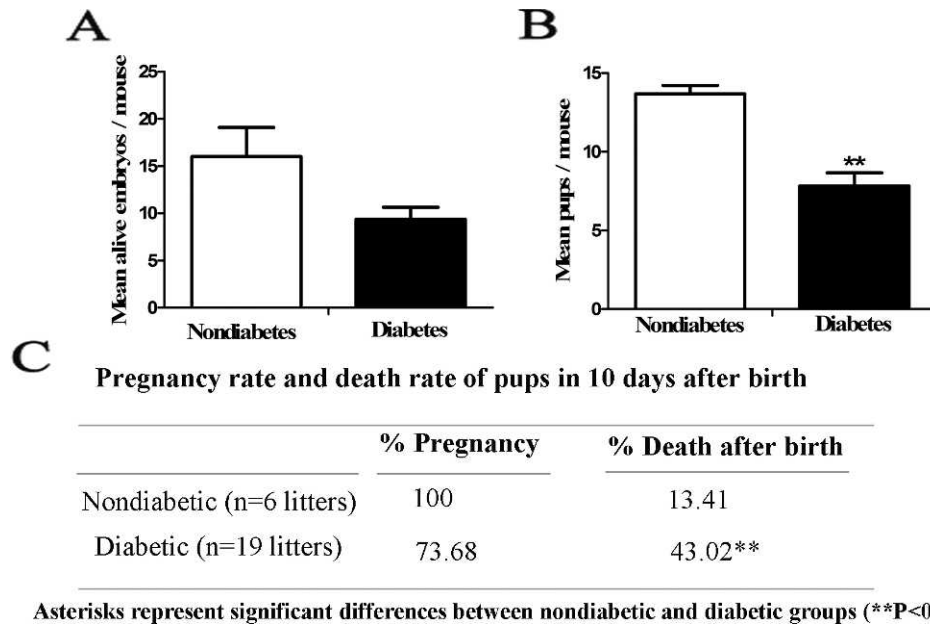 A
Mean alive embryos / mouse
25
20
15
10
5
0
Nondiabetes
Diabetes
B
Mean pups / mouse
15
10
5
0
**
Nondiabetes
Diabetes
C
Pregnancy rate and death rate of pups in 10 days after birth
% Pregnancy % Death after birth
Nondiabetic (n=6 litters) 100 13.41
Diabetic (n=19 litters) 73.68 43.02**
Asterisks represent significant differences between nondiabetic and diabetic groups (**P<0